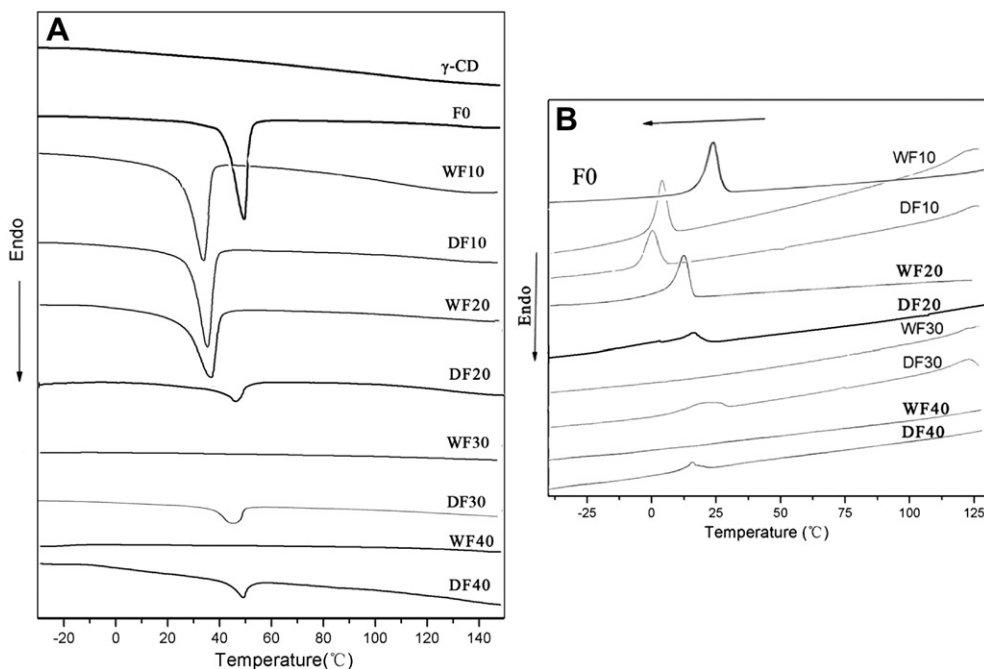 A
γ-CD
F0
WF10
DF10
WF20
DF20
WF30
DF30
WF40
DF40
Endo
-20 0 20 40 60 80 100 120 140
Temperature(℃)
B
F0
WF10
DF10
WF20
DF20
WF30
DF30
WF40
DF40
Endo
-25 0 25 50 75 100 125
Temperature (℃)